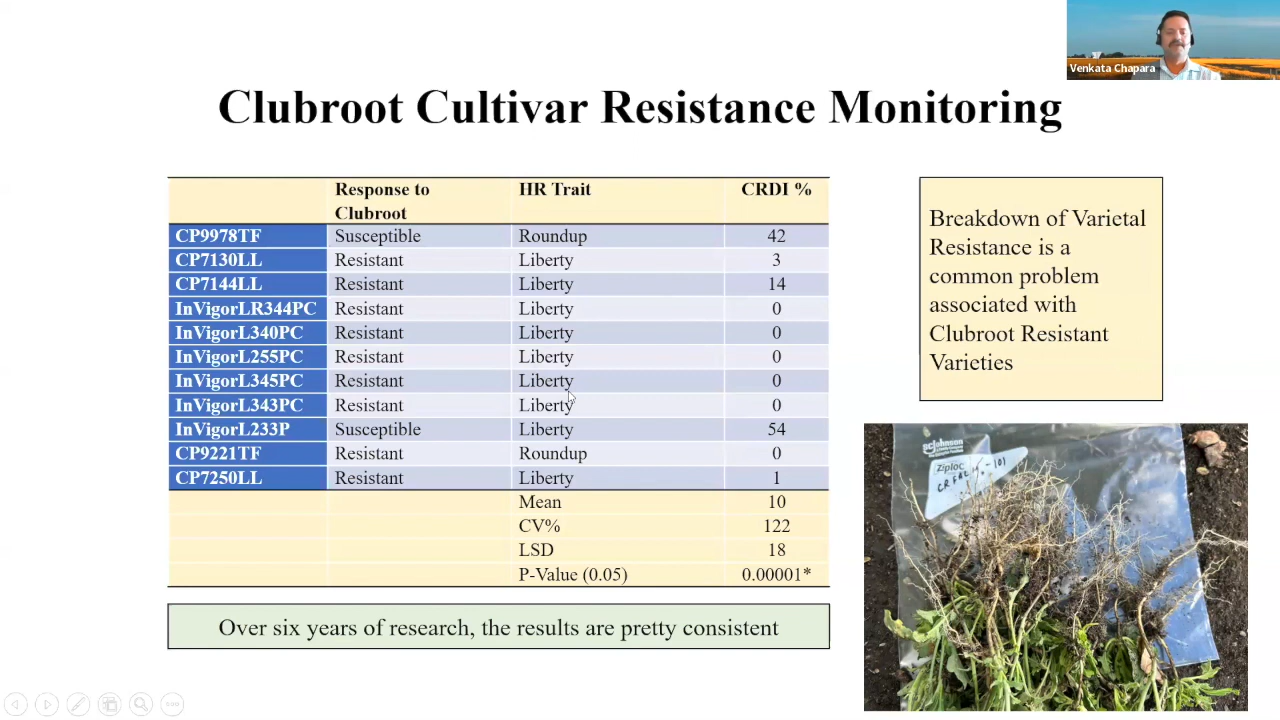 Venkata Chapara
Clubroot Cultivar Resistance Monitoring
Response to Clubroot HR Trait CRDI %
CP9978TF Susceptible Roundup 42
CP7130LL Resistant Liberty 3
CP7144LL Resistant Liberty 14
InVigorLR344PC Resistant Liberty 0
InVigorL340PC Resistant Liberty 0
InVigorL255PC Resistant Liberty 0
InVigorL345PC Resistant Liberty 0
InVigorL343PC Resistant Liberty 0
InVigorL233P Susceptible Liberty 54
CP9221TF Resistant Roundup 0
CP7250LL Resistant Liberty 1
Mean 10
CV% 122
LSD 18
P-Value (0.05) 0.00001*
Over six years of research, the results are pretty consistent
Breakdown of Varietal
Resistance is a
common problem
associated with
Clubroot Resistant
Varieties
scJohnson
Ziploc